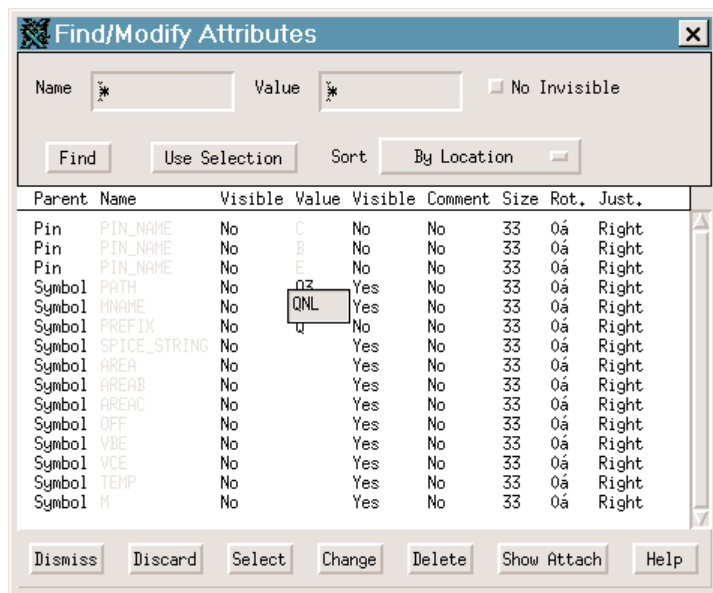 Find/Modify Attributes
Name * Value * No Invisible
Find Use Selection Sort By Location
Parent Name Visible Value Visible Comment Size Rot. Just.
Pin PIN_NAME No C No No 33 0á Right
Pin PIN_NAME No B No No 33 0á Right
Pin PIN_NAME No E No No 33 0á Right
Symbol PATH No Q3 Yes No 33 0á Right
Symbol MNAME No QNL Yes No 33 0á Right
Symbol PREFIX No Q No No 33 0á Right
Symbol SPICE_STRING No Yes No 33 0á Right
Symbol AREA No Yes No 33 0á Right
Symbol AREAB No Yes No 33 0á Right
Symbol AREAC No Yes No 33 0á Right
Symbol OFF No Yes No 33 0á Right
Symbol VBE No Yes No 33 0á Right
Symbol VCE No Yes No 33 0á Right
Symbol TEMP No Yes No 33 0á Right
Symbol M No Yes No 33 0á Right
Dismiss Discard Select Change Delete Show Attach Help